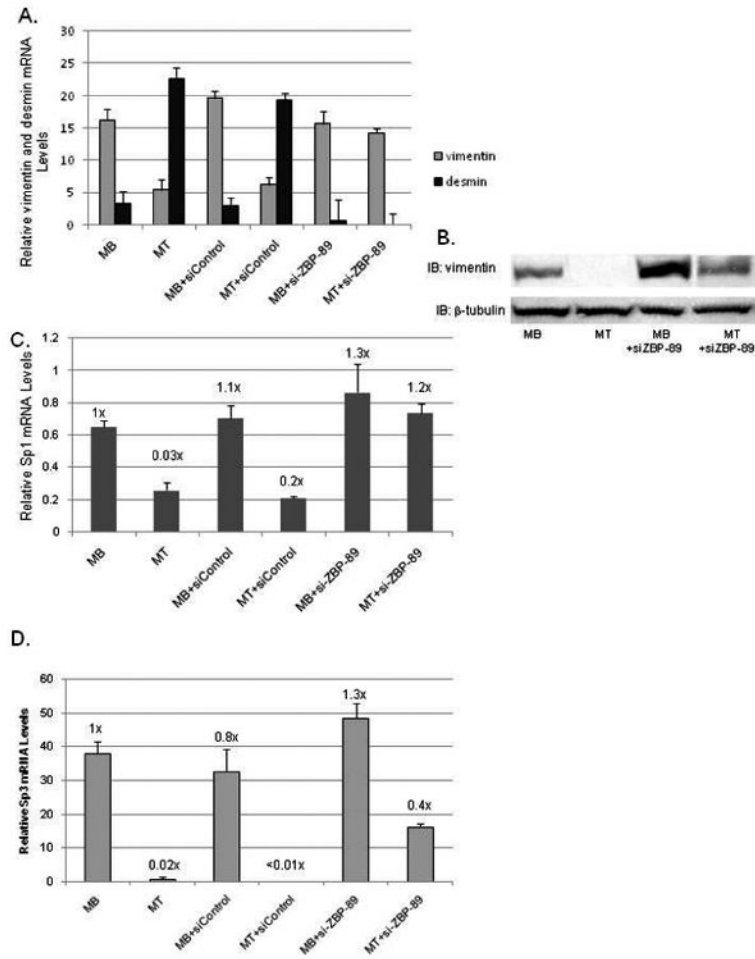 A.
Relative vimentin and desmin mRNA
Levels
30
25
20
15
10
5
0
MB
MT
MB+siControl
MT+siControl
MB+si-ZBP-89
MT+si-ZBP-89
vimentin
desmin
B.
IB: vimentin
IB: β-tubulin
MB
MT
MB
+siZBP-89
MT
+siZBP-89
C.
Relative Sp1 mRNA Levels
1.2
1
0.8
0.6
0.4
0.2
0
1x
0.03x
1.1x
0.2x
1.3x
1.2x
MB
MT
MB+siControl
MT+siControl
MB+si-ZBP-89
MT+si-ZBP-89
D.
Relative Sp3 mRNA Levels
60
50
40
30
20
10
0
1x
0.02x
0.8x
<0.01x
1.3x
0.4x
MB
MT
MB+siControl
MT+siControl
MB+si-ZBP-89
MT+si-ZBP-89